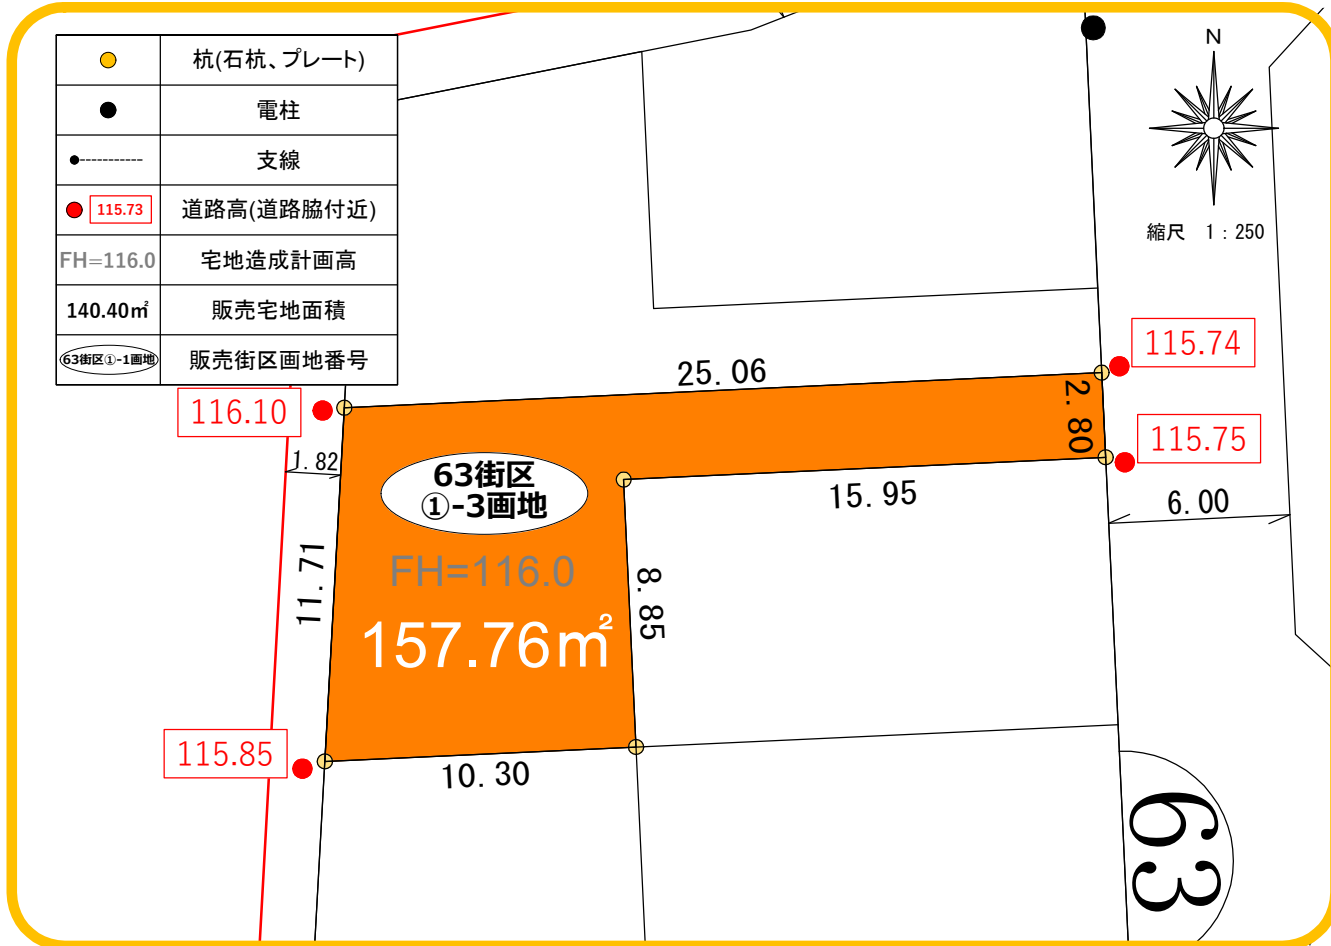 杭(石杭、プレート)
電柱
支線
115.73 道路高(道路脇付近)
FH=116.0 宅地造成計画高
140.40㎡ 販売宅地面積
63街区①-1画地 販売街区画地番号
N
縮尺 1:250
115.74
25.06
116.10
2.80
115.75
1.82
63街区
①-3画地
15.95
6.00
11.71
FH=116.0
8.85
157.76㎡
115.85
10.30
63